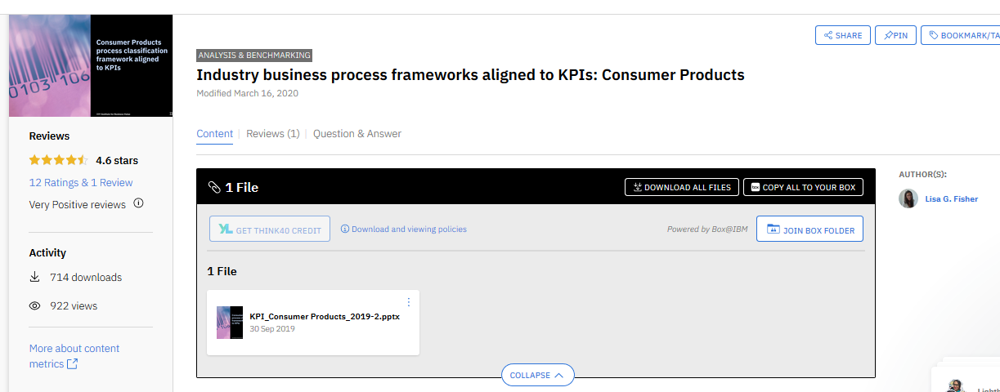 Consumer Products
process classification
framework aligned
to KPIs
0103 106
SHARE
PIN
BOOKMARK/TA
ANALYSIS & BENCHMARKING
Industry business process frameworks aligned to KPIs: Consumer Products
Modified March 16, 2020
Content
Reviews (1)
Question & Answer
Reviews
4.6 stars
12 Ratings & 1 Review
Very Positive reviews
Activity
714 downloads
922 views
More about content
metrics
1 File
DOWNLOAD ALL FILES
box
COPY ALL TO YOUR BOX
YL GET THINK40 CREDIT
Download and viewing policies
Powered by Box@IBM
JOIN BOX FOLDER
1 File
KPI_Consumer Products_2019-2.pptx
30 Sep 2019
COLLAPSE
AUTHOR(S):
Lisa G. Fisher